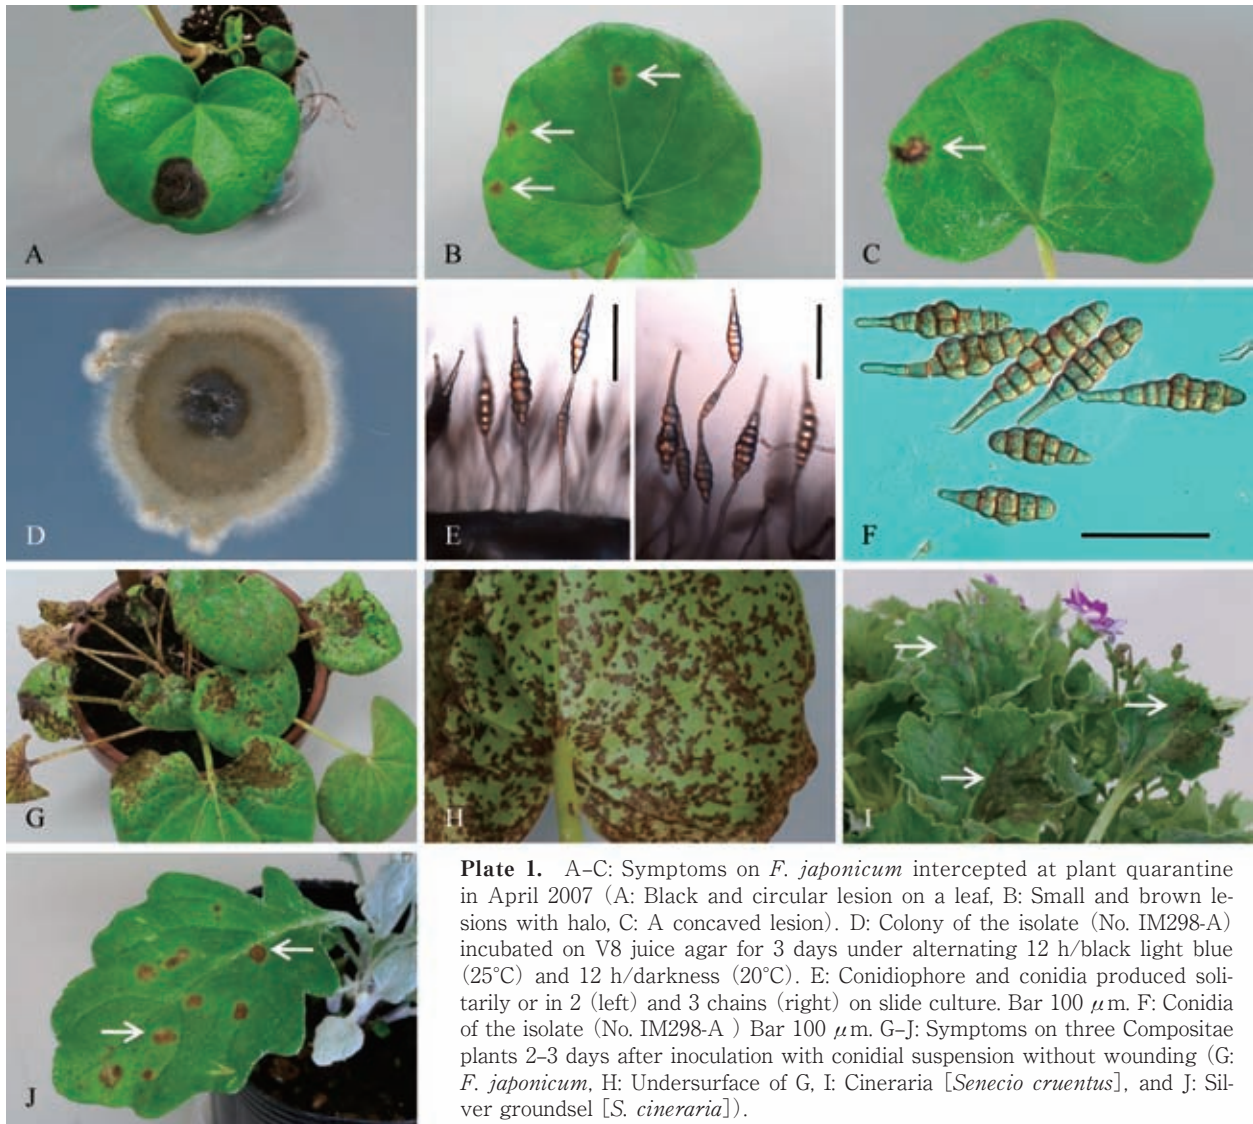 A
B
C
D
E
F
G
H
I
J
Plate 1. A–C: Symptoms on F. japonicum intercepted at plant quarantine
in April 2007 (A: Black and circular lesion on a leaf, B: Small and brown le-
sions with halo, C: A concaved lesion). D: Colony of the isolate (No. IM298-A)
incubated on V8 juice agar for 3 days under alternating 12 h/black light blue
(25°C) and 12 h/darkness (20°C). E: Conidiophore and conidia produced soli-
tarily or in 2 (left) and 3 chains (right) on slide culture. Bar 100 μm. F: Conidia
of the isolate (No. IM298-A ) Bar 100 μm. G–J: Symptoms on three Compositae
plants 2–3 days after inoculation with conidial suspension without wounding (G:
F. japonicum, H: Undersurface of G, I: Cineraria [Senecio cruentus], and J: Sil-
ver groundsel [S. cineraria]).